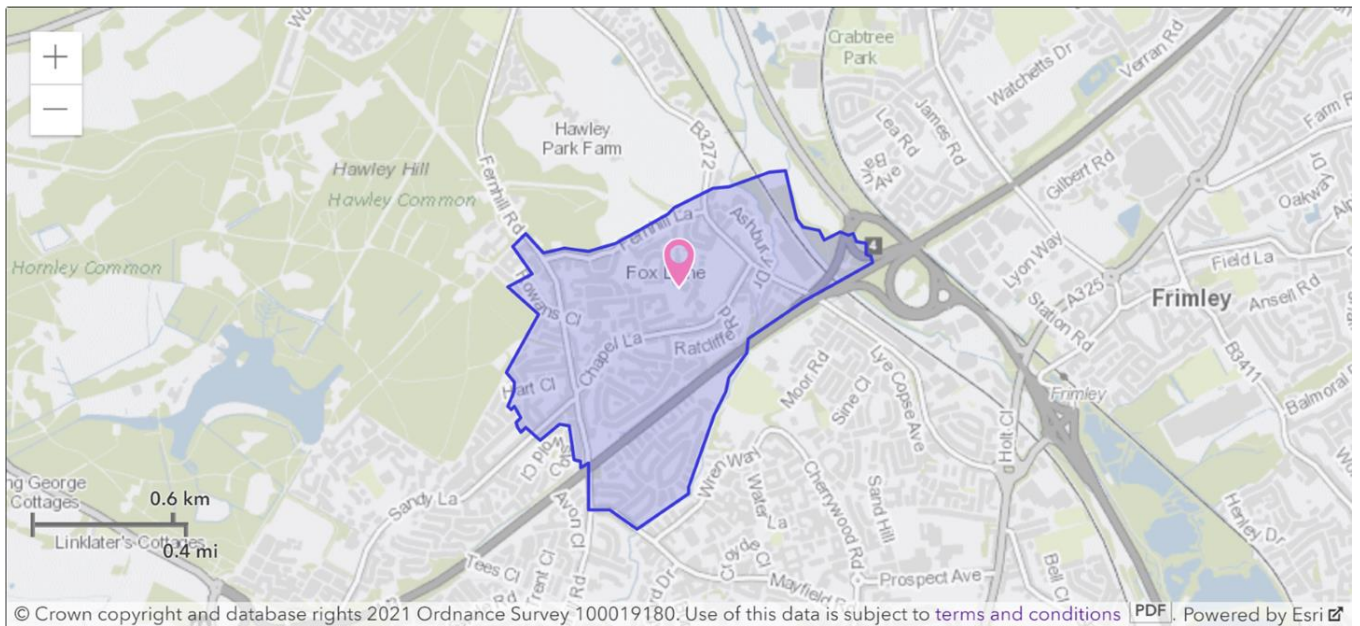 +
−
Crabtree
Park
Watchetts Dr
Verran Rd
Hawley
Park Farm
B3272
Lea Rd
James Rd
Farm R
Hawley Hill
Hawley Common
Fernhill Rd
Gilbert Rd
Oakway
Dr
Fernhill La
Ashbury Dr
4
Hornley Common
Fox L
ne
Lyon Way
Field La
A325
Station Rd
Ansell Rd
Frimley
Rowans Cl
Chapel La
Ratcliffe
Rd
Moor Rd
Lye Copse Ave
Sine Cl
B3411
Frimley
Balmoral
Hart Cl
Holt Cl
ng George
Cottages
0.6 km
Sandy La
Wren Way
Water La
Cherrywood Rd
Sand Hill
Avon Cl
Linklater's Cottages
0.4 mi
Henley Dr
Tees Cl
Trent Cl
Rd
Mayfield
Prospect Ave
Bell Cl
© Crown copyright and database rights 2021 Ordnance Survey 100019180. Use of this data is subject to terms and conditions PDF . Powered by Esri